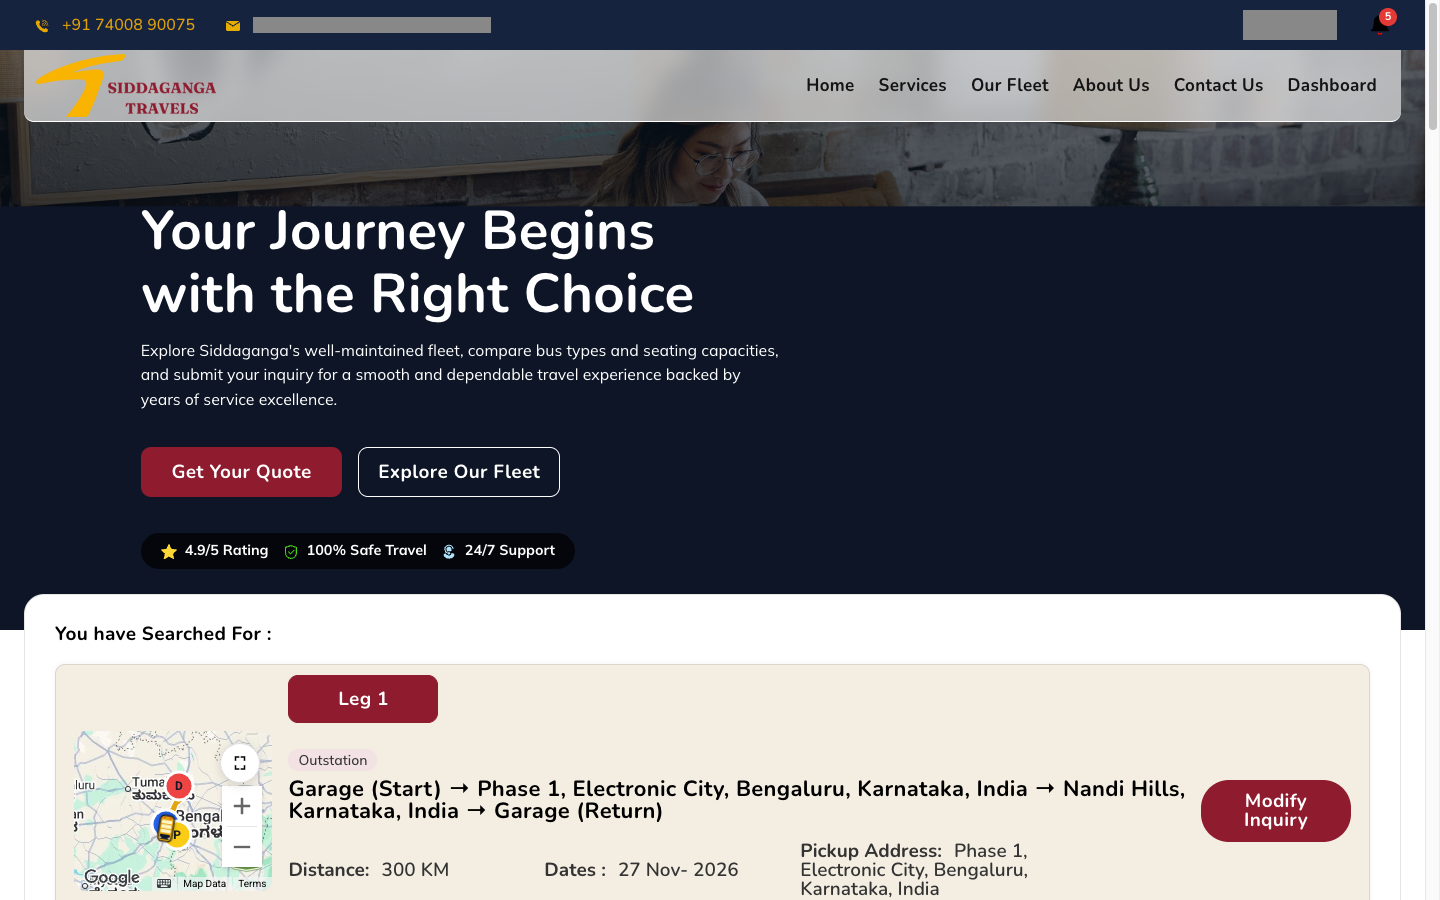 +91 74008 90075
5
SIDDAGANGA
TRAVELS
Home
Services
Our Fleet
About Us
Contact Us
Dashboard
Your Journey Begins
with the Right Choice
Explore Siddaganga's well-maintained fleet, compare bus types and seating capacities,
and submit your inquiry for a smooth and dependable travel experience backed by
years of service excellence.
Get Your Quote
Explore Our Fleet
4.9/5 Rating
100% Safe Travel
24/7 Support
You have Searched For :
Leg 1
Outstation
Garage (Start) → Phase 1, Electronic City, Bengaluru, Karnataka, India → Nandi Hills,
Karnataka, India → Garage (Return)
Modify
Inquiry
Distance: 300 KM
Dates : 27 Nov- 2026
Pickup Address: Phase 1,
Electronic City, Bengaluru,
Karnataka, India
D
P
Google
Map Data
Terms